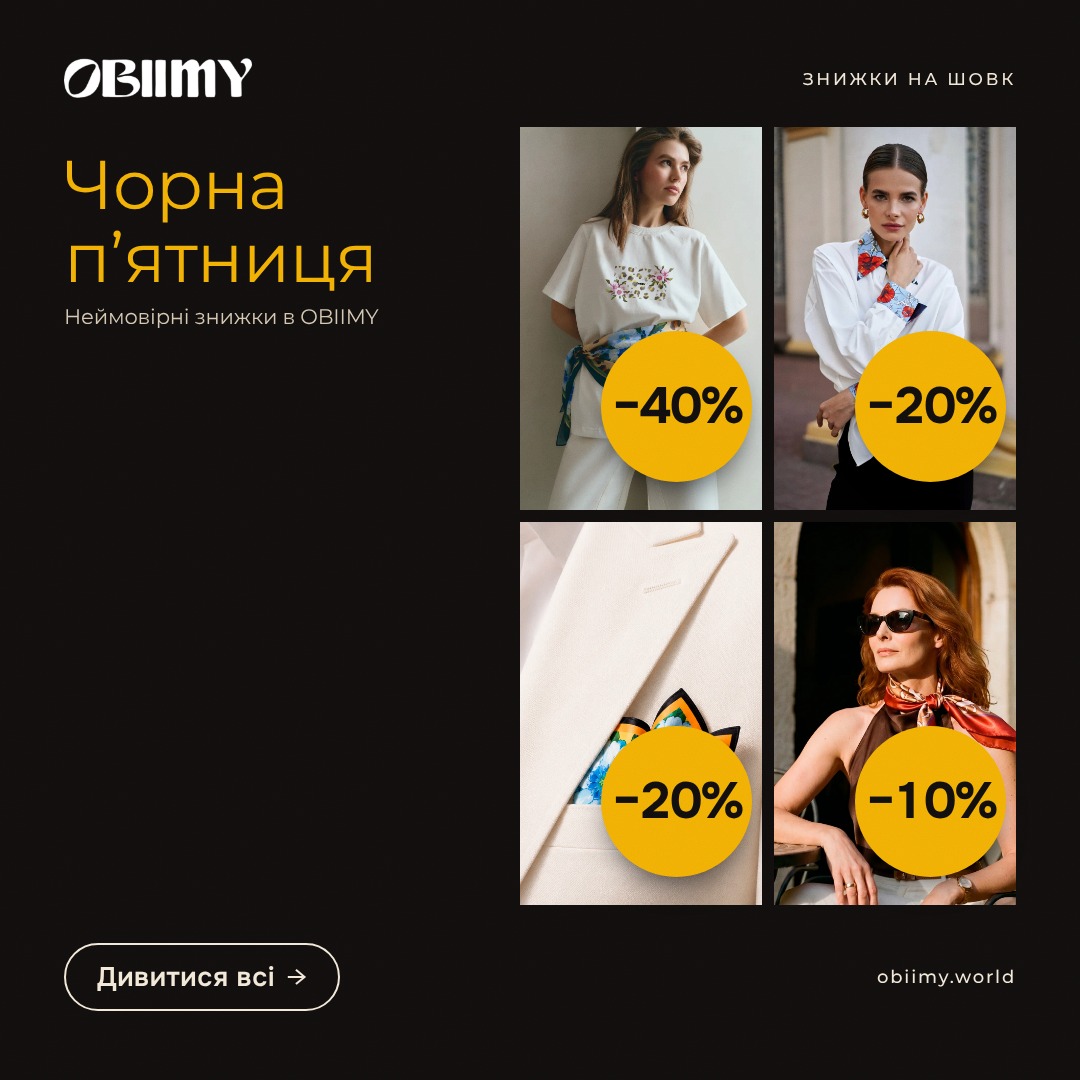 OBIIMY
ЗНИЖКИ НА ШОВК
Чорна
п’ятниця
Неймовірні знижки в OBIIMY
−40%
−20%
−20%
−10%
Дивитися всі →
obiimy.world